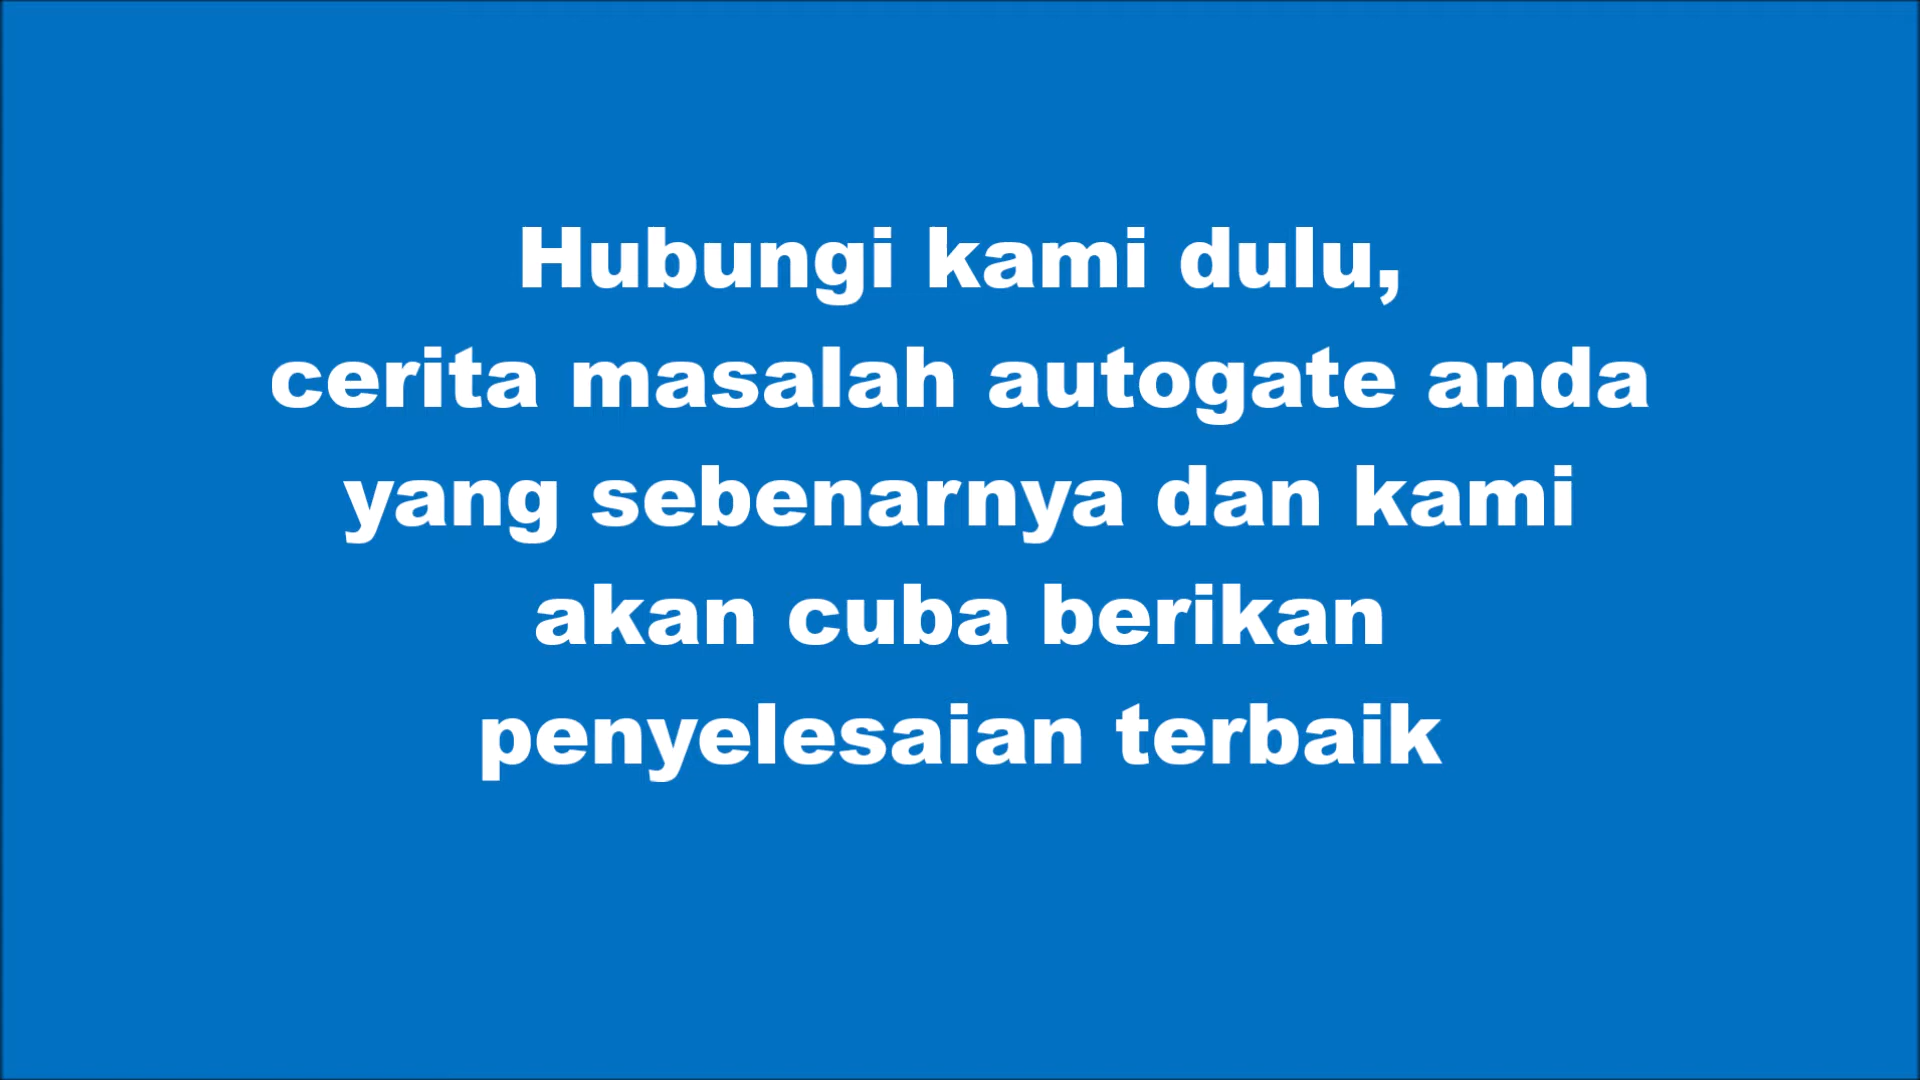 Hubungi kami dulu,
cerita masalah autogate anda
yang sebenarnya dan kami
akan cuba berikan
penyelesaian terbaik